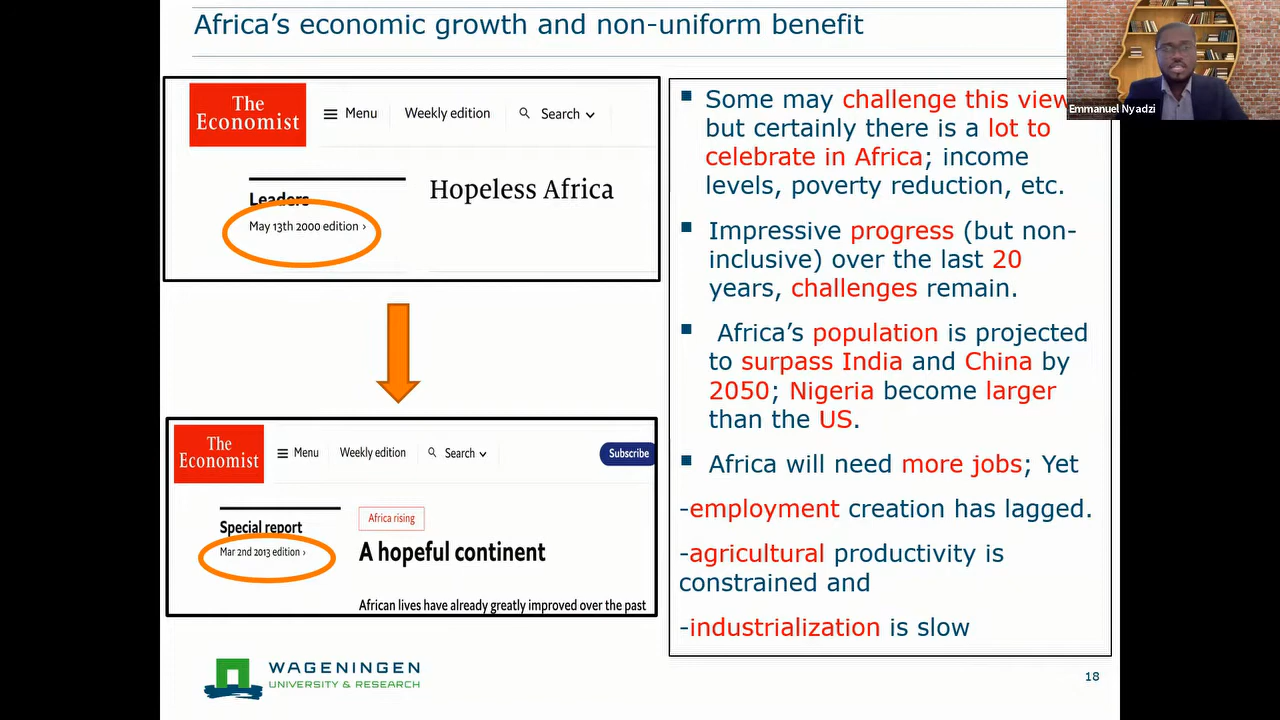 Africa's economic growth and non-uniform benefit
Emmanuel Nyadzi
The
Economist
Menu
Weekly edition
Search
Leaders
May 13th 2000 edition ›
Hopeless Africa
The
Economist
Menu
Weekly edition
Search
Subscribe
Special report
Mar 2nd 2013 edition ›
Africa rising
A hopeful continent
African lives have already greatly improved over the past
Some may challenge this view
but certainly there is a lot to
celebrate in Africa; income
levels, poverty reduction, etc.
Impressive progress (but non-
inclusive) over the last 20
years, challenges remain.
Africa's population is projected
to surpass India and China by
2050; Nigeria become larger
than the US.
Africa will need more jobs; Yet
-employment creation has lagged.
-agricultural productivity is
constrained and
-industrialization is slow
WAGENINGEN
UNIVERSITY & RESEARCH
18